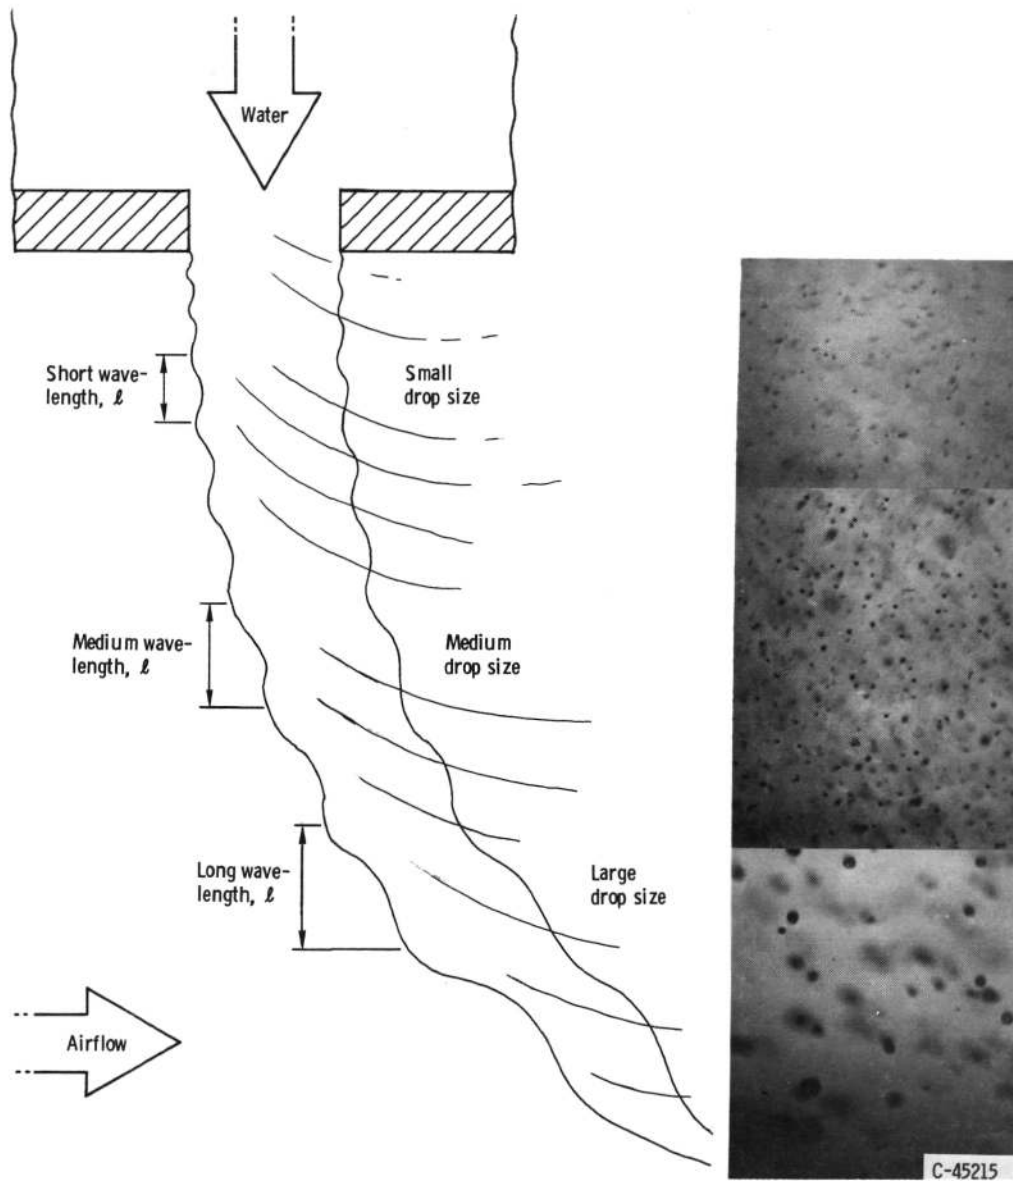 Water
Short wave-
length, ℓ
Small
drop size
Medium wave-
length, ℓ
Medium
drop size
Long wave-
length, ℓ
Large
drop size
Airflow
C-45215